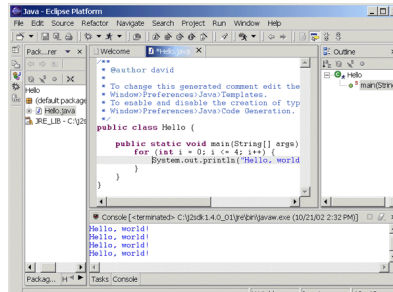 Java - Eclipse Platform
File Edit Source Refactor Navigate Search Project Run Window Help
Pack...rer
Welcome
*Hello.java
Outline
Hello
(default package
Hello.java
JRE_LIB - C:\j2s
/**
* @author david
*
* To change this generated comment edit the
* Window>Preferences>Java>Templates.
* To enable and disable the creation of typ
* Window>Preferences>Java>Code Generation.
*/
public class Hello {
public static void main(String[] args)
for (int i = 0; i <= 4; i++) {
System.out.println("Hello, world
}
}
}
Hello
main(Strin
Console [<terminated> C:\j2sdk1.4.0_01\jre\bin\javaw.exe (10/21/02 2:32 PM)]
Hello, world!
Hello, world!
Hello, world!
Hello, world!
Packag...
H
Tasks Console